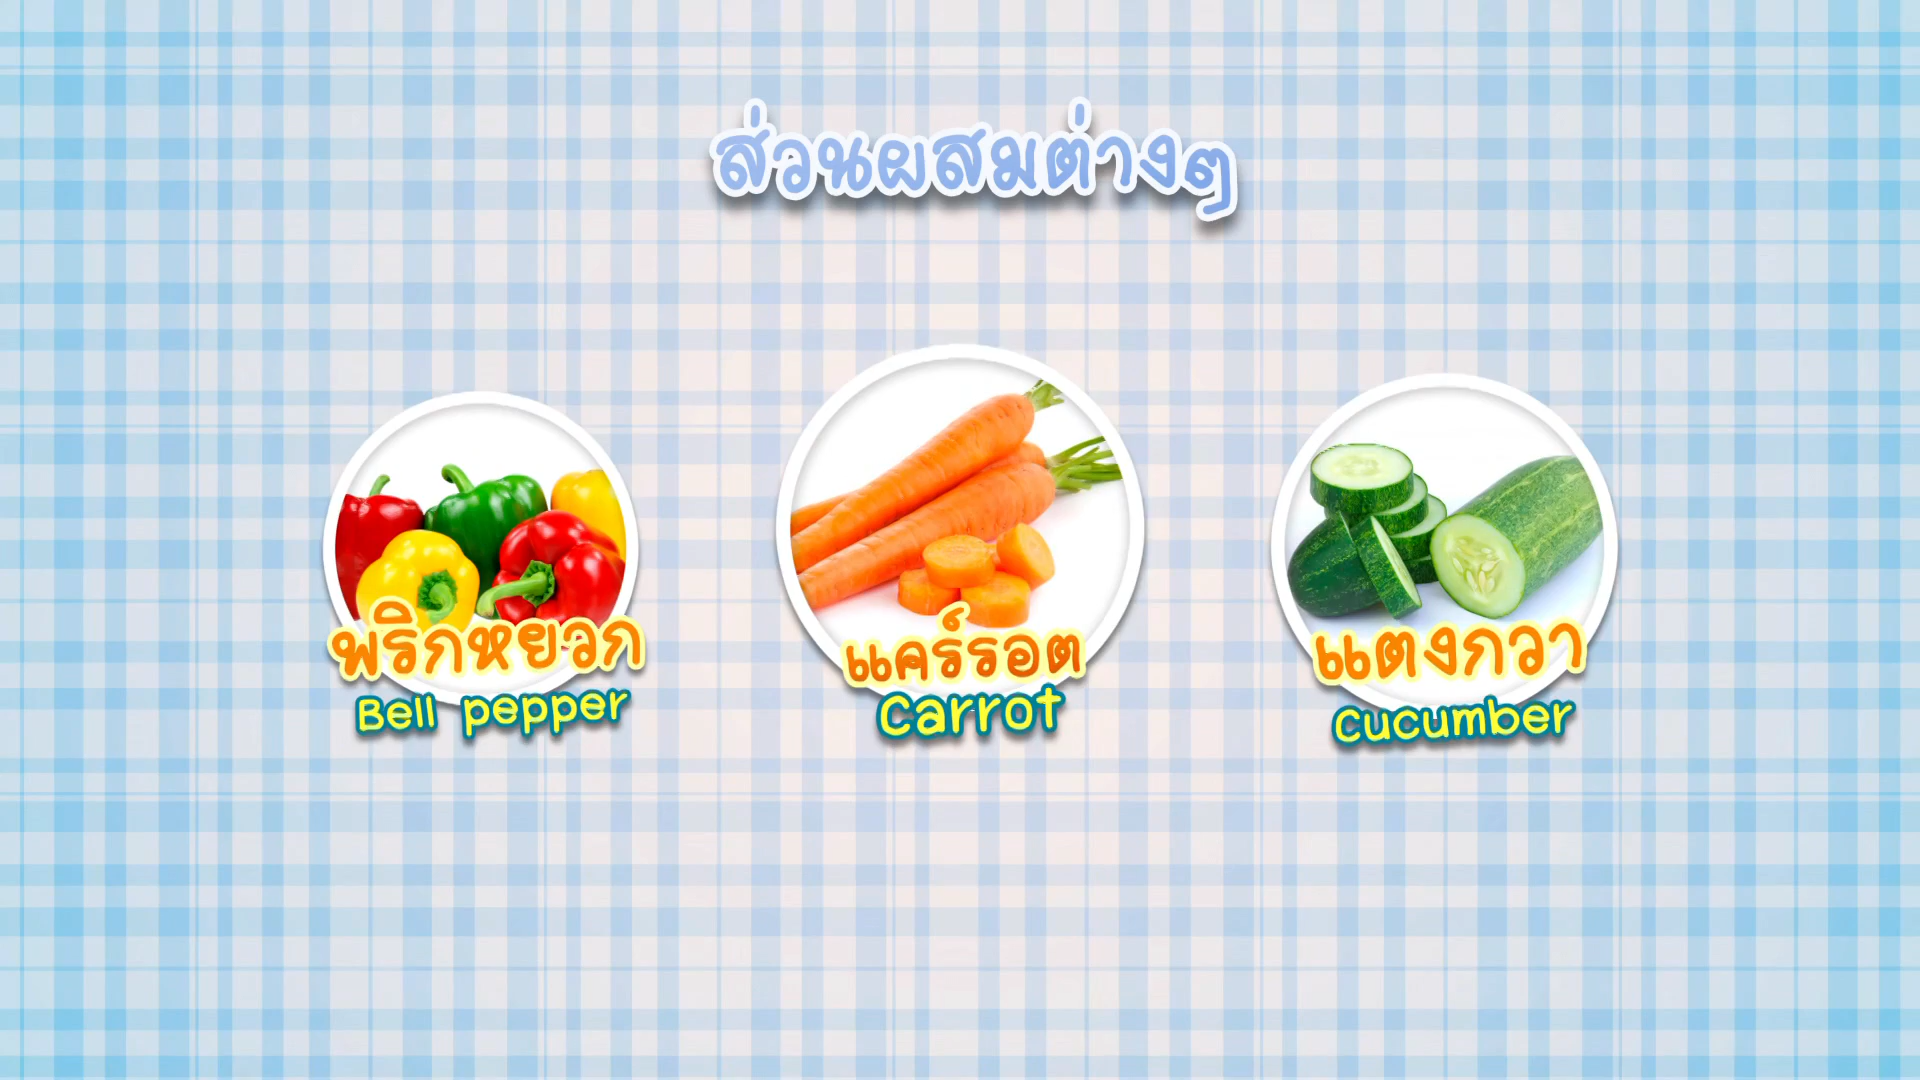 ส่วนผสมต่างๆ
พริกหยวก
Bell pepper
แคร์รอต
Carrot
แตงกวา
Cucumber